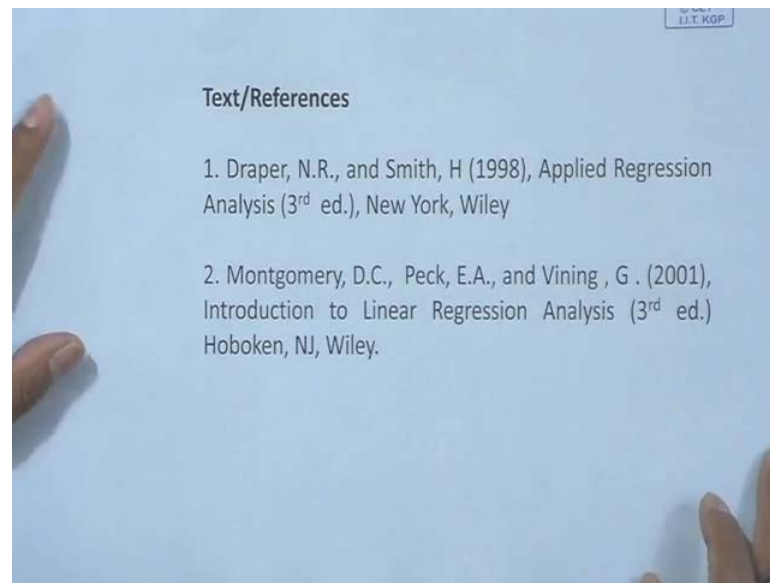 I.I.T. KGP
Text/References
1. Draper, N.R., and Smith, H (1998), Applied Regression
Analysis (3rd ed.), New York, Wiley
2. Montgomery, D.C., Peck, E.A., and Vining , G . (2001),
Introduction to Linear Regression Analysis (3rd ed.)
Hoboken, NJ, Wiley.